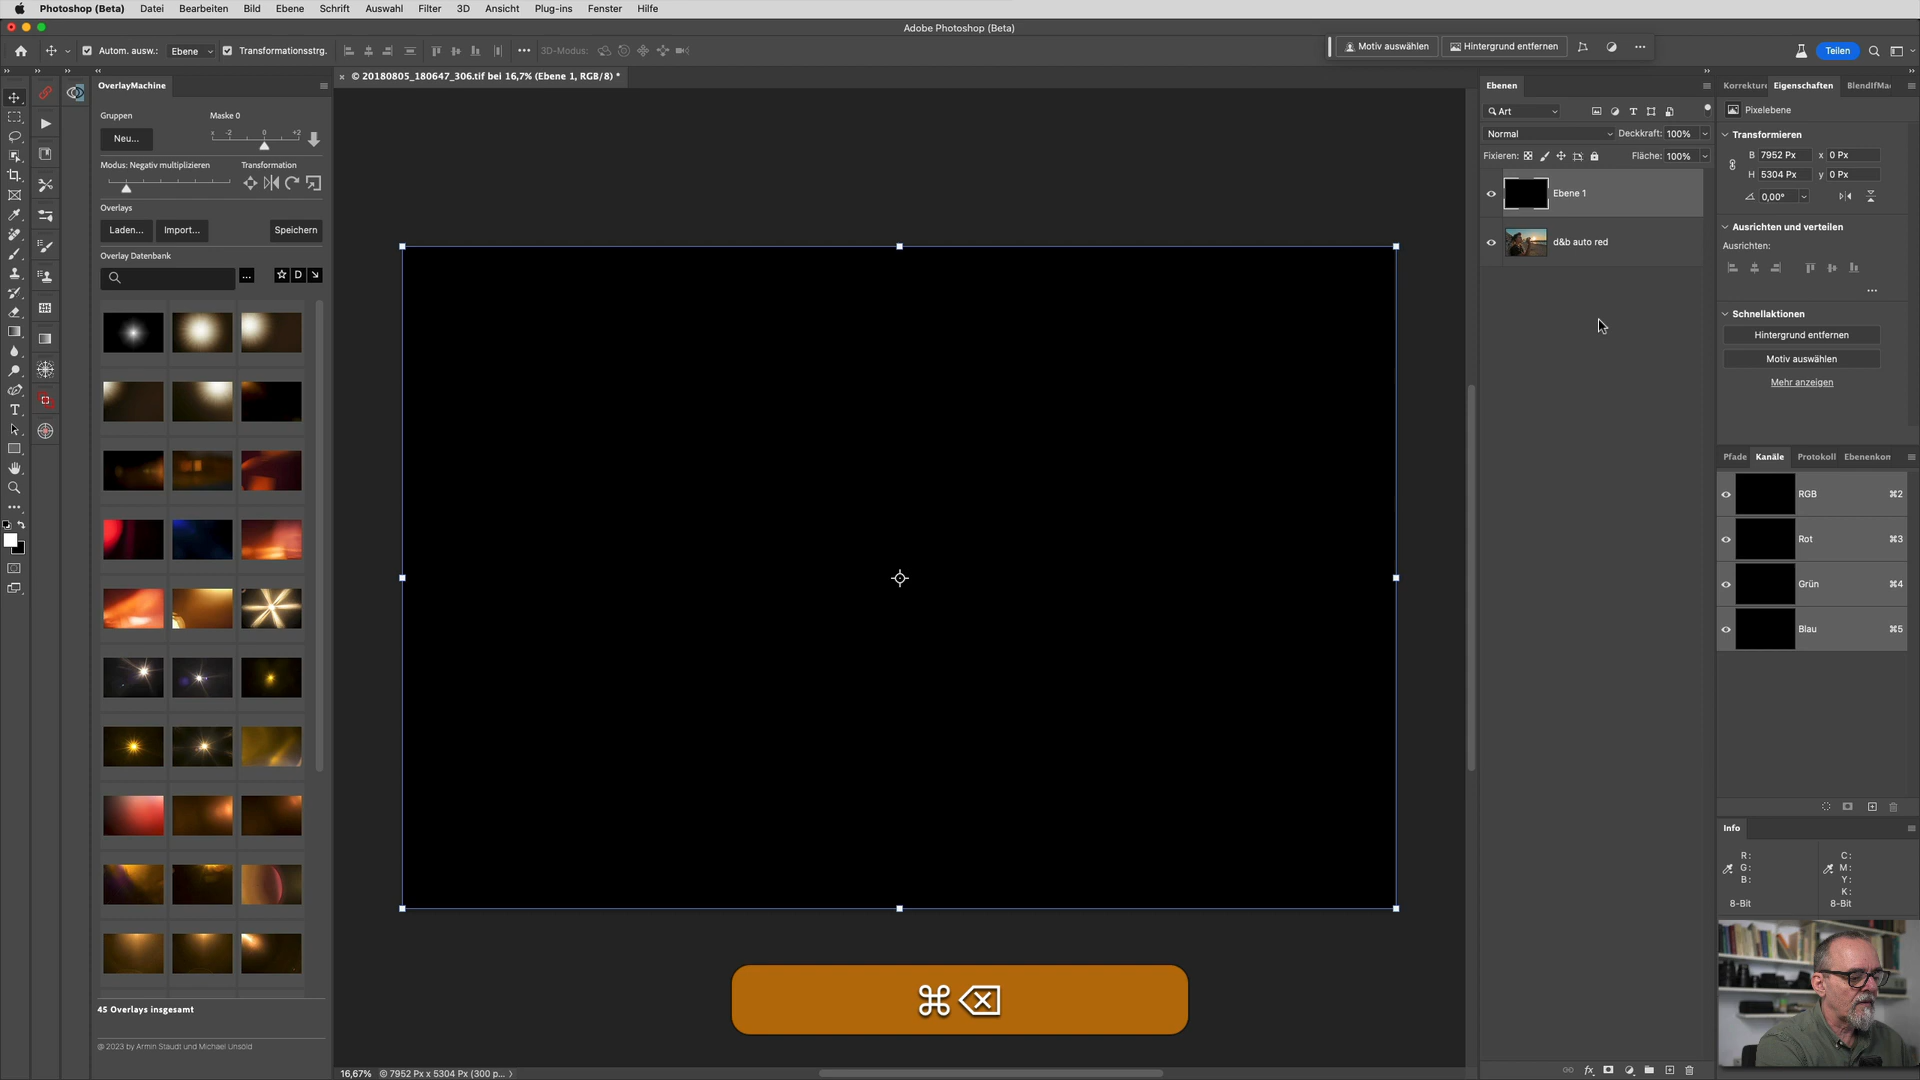 Photoshop (Beta) Datei Bearbeiten Bild Ebene Schrift Auswahl Filter 3D Ansicht Plug-ins Fenster Hilfe
Adobe Photoshop (Beta)
Autom. ausw.: Ebene Transformationsstrg. 3D-Modus:
Motiv auswählen Hintergrund entfernen
Teilen
© 20180805_180647_306.tif bei 16,7% (Ebene 1, RGB/8) *
OverlayMachine
Gruppen Maske 0
Neu...
x -2 0 +2
Modus: Negativ multiplizieren Transformation
Overlays
Laden... Import... Speichern
Overlay Datenbank
... D
45 Overlays insgesamt
@ 2023 by Armin Staudt und Michael Unsöld
⌘⌫
16,67% © 7952 Px x 5304 Px (300 p...
Ebenen
Art
Normal Deckkraft: 100%
Fixieren: Fläche: 100%
Ebene 1
d&b auto red
fx
Korrekture Eigenschaften BlendIfMa
Pixelebene
Transformieren
B 7952 Px x 0 Px
H 5304 Px y 0 Px
0,00°
Ausrichten und verteilen
Ausrichten:
Schnellaktionen
Hintergrund entfernen
Motiv auswählen
Mehr anzeigen
Pfade Kanäle Protokoll Ebenenkon
RGB ⌘2
Rot ⌘3
Grün ⌘4
Blau ⌘5
Info
R: C:
G: M:
B: Y:
K:
8-Bit 8-Bit